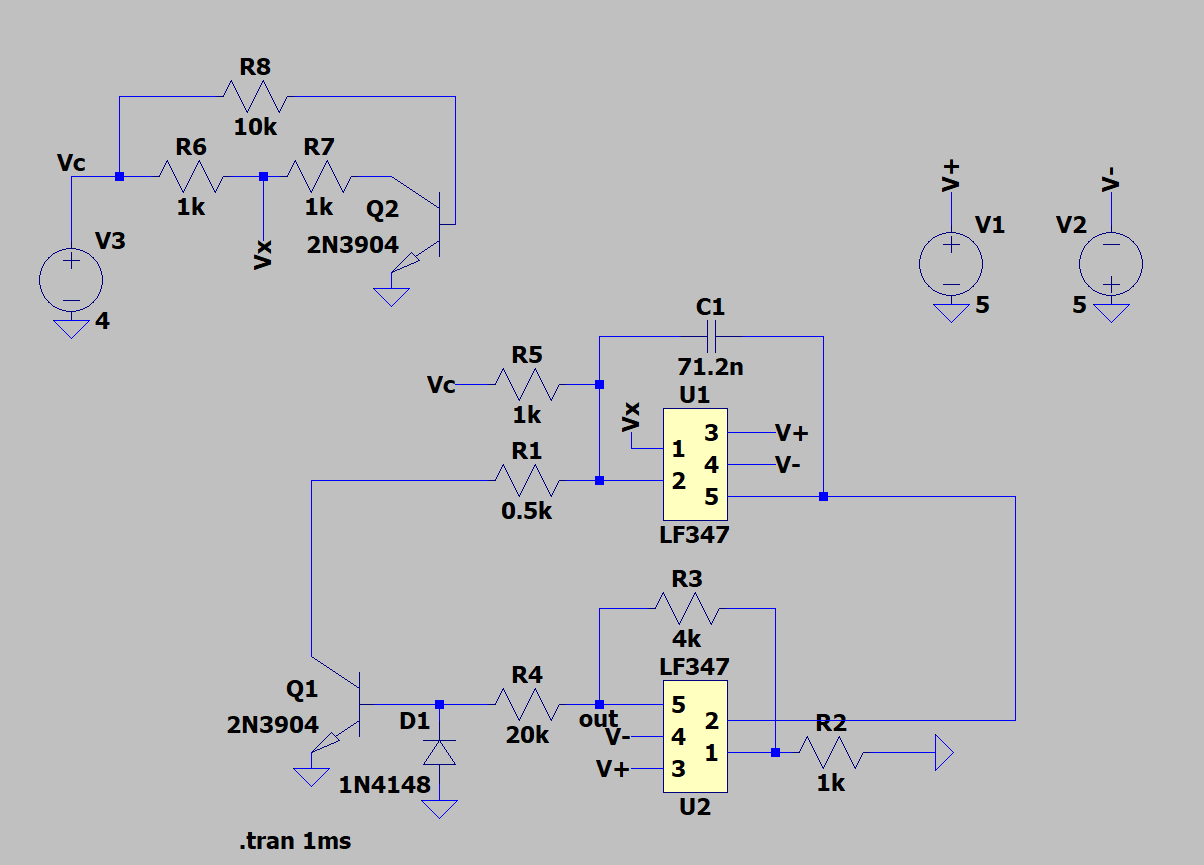 R8
10k
R6
R7
Vc
1k
1k
Q2
2N3904
Vx
V3
4
V+
V-
V1
V2
5
5
C1
71.2n
R5
Vc
1k
U1
Vx
1
3
V+
4
V-
2
5
R1
0.5k
LF347
R3
4k
LF347
R4
20k
out
5
2
V-
4
1
V+
3
R2
1k
U2
Q1
2N3904
D1
1N4148
.tran 1ms